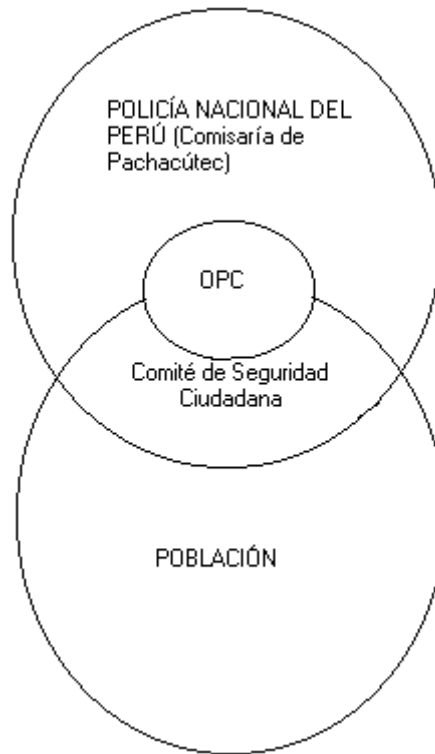 POLICÍA NACIONAL DEL
PERÚ (Comisaría de
Pachacútec)
OPC
Comité de Seguridad
Ciudadana
POBLACIÓN